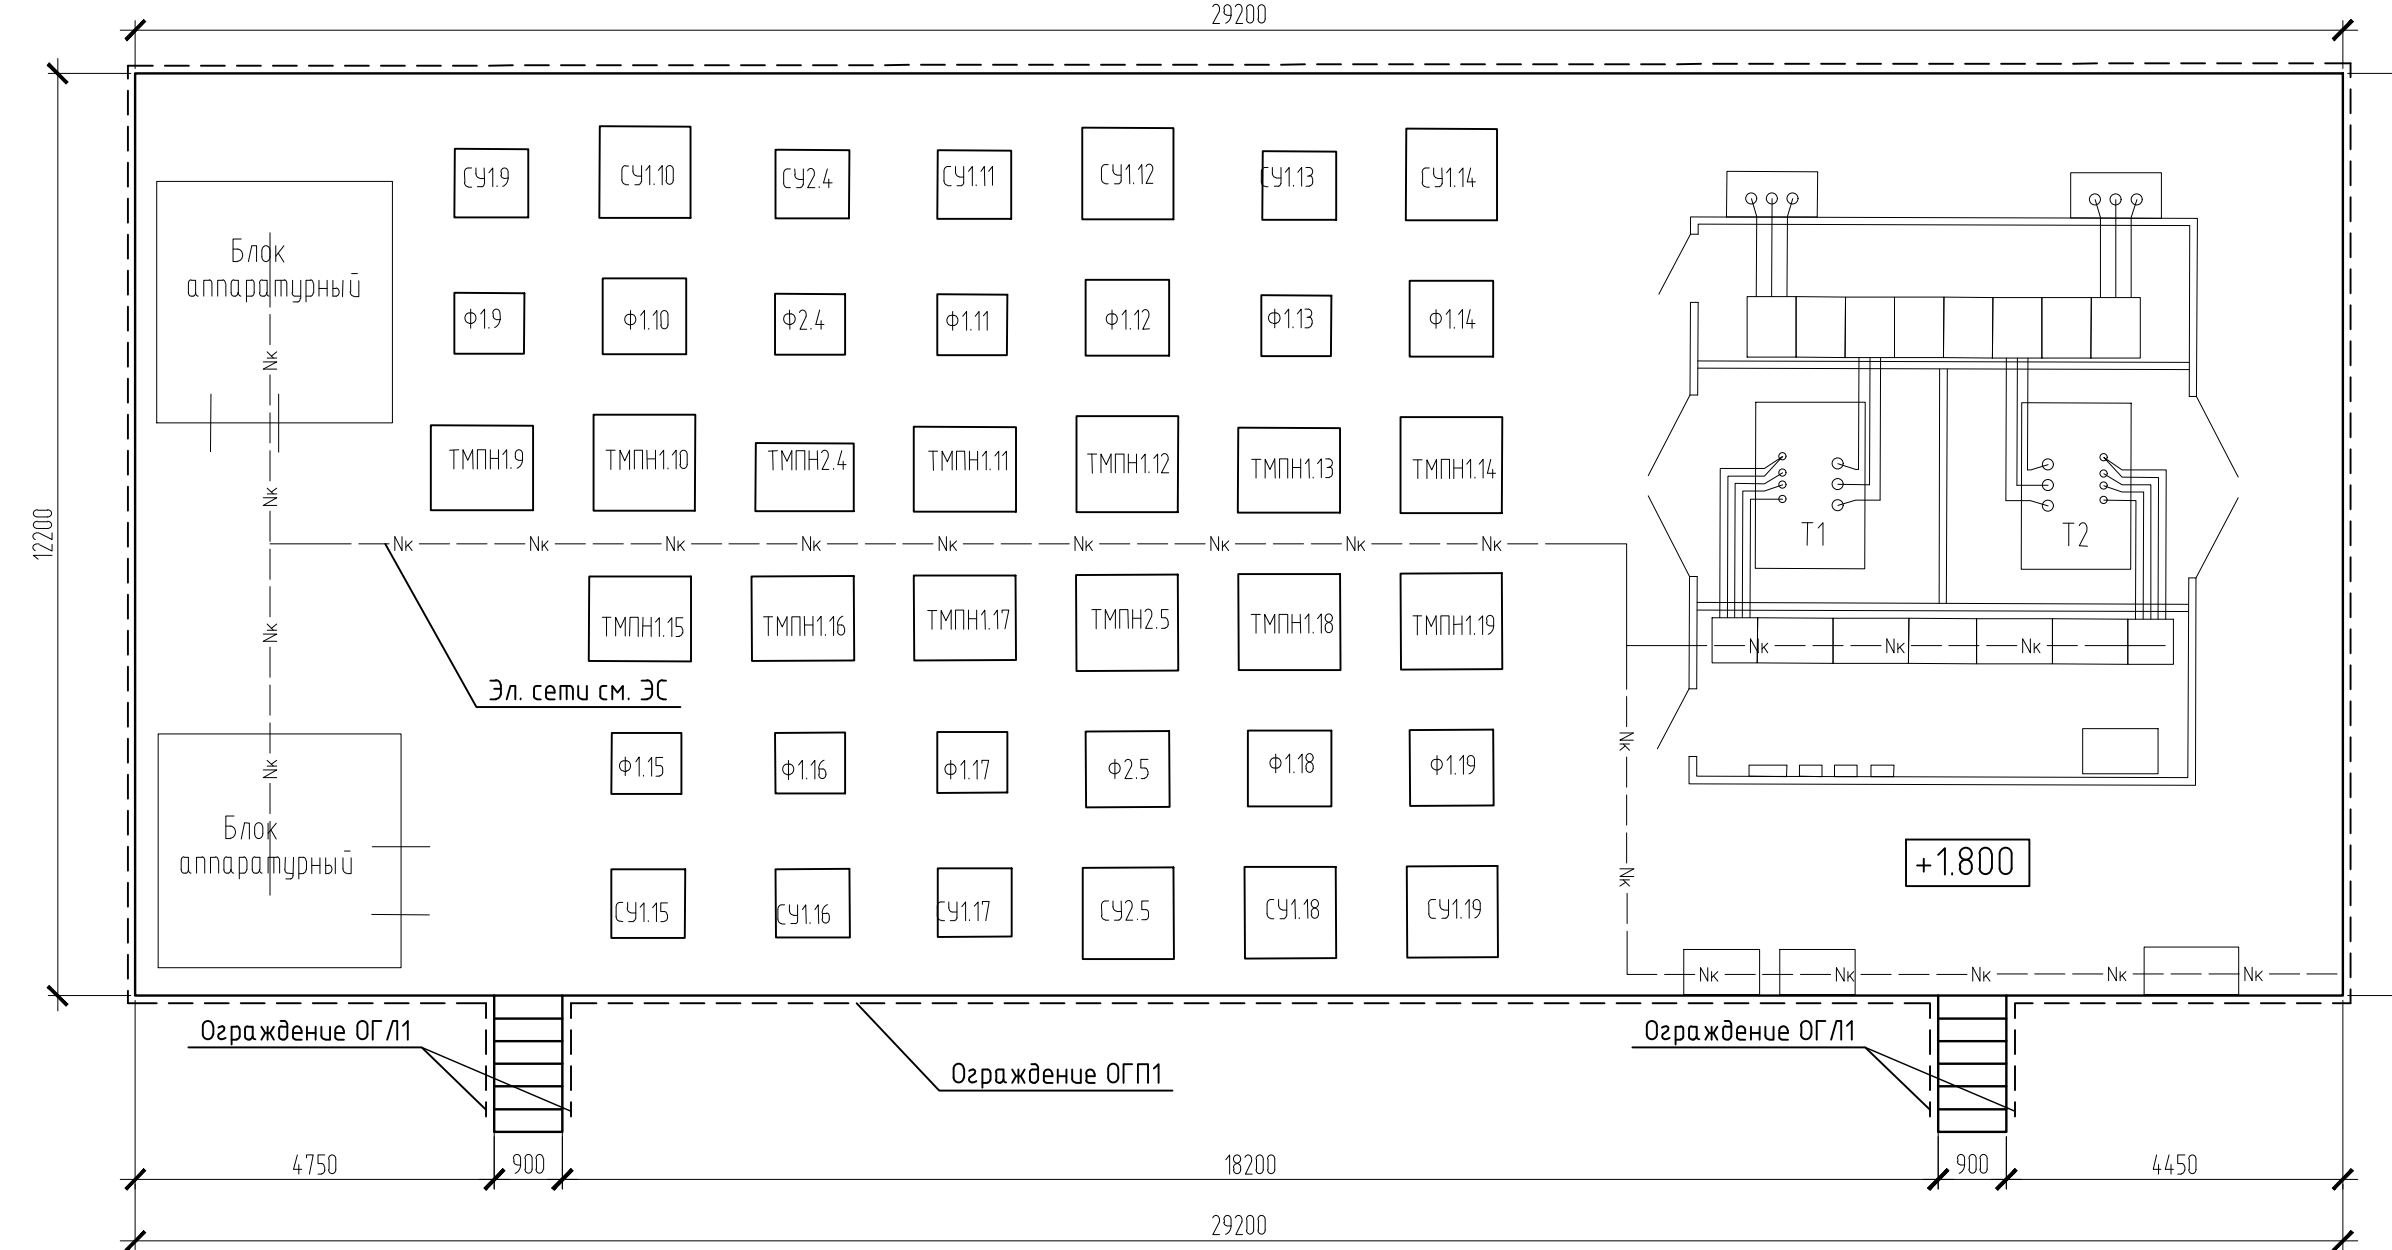 29200
СУ1.9
СУ1.10
СУ2.4
СУ1.11
СУ1.12
СУ1.13
СУ1.14
Блок
аппаратурный
Ф1.9
Ф1.10
Ф2.4
Ф1.11
Ф1.12
Ф1.13
Ф1.14
Nк
ТМПН1.9
ТМПН1.10
ТМПН2.4
ТМПН1.11
ТМПН1.12
ТМПН1.13
ТМПН1.14
Nк
Т1
Т2
12200
Nк
Nк
Nк
Nк
Nк
Nк
Nк
Nк
Nк
Nк
ТМПН1.15
ТМПН1.16
ТМПН1.17
ТМПН2.5
ТМПН1.18
ТМПН1.19
Nк
Nк
Nк
Эл. сети см. ЭС
Nк
Ф1.15
Ф1.16
Ф1.17
Ф2.5
Ф1.18
Ф1.19
Nк
Блок
аппаратурный
+1.800
Nк
СУ1.15
СУ1.16
СУ1.17
СУ2.5
СУ1.18
СУ1.19
Nк
Nк
Nк
Nк
Nк
Ограждение ОГЛ1
Ограждение ОГП1
Ограждение ОГЛ1
4750
900
18200
900
4450
29200